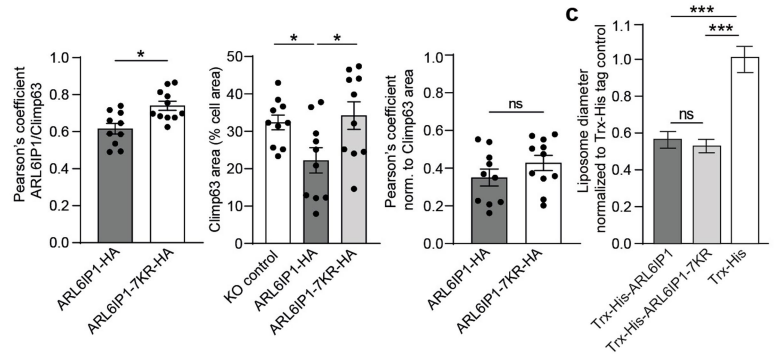 Pearson's coefficient
ARL6IP1/Climp63
1.0
0.8
0.6
0.4
0.2
0.0
*
ARL6IP1-HA
ARL6IP1-7KR-HA
Climp63 area (% cell area)
50
40
30
20
10
0
*
*
KO control
ARL6IP1-HA
ARL6IP1-7KR-HA
Pearson's coefficient
norm. to Climp63 area
1.0
0.8
0.6
0.4
0.2
0.0
ns
ARL6IP1-HA
ARL6IP1-7KR-HA
C
Liposome diameter
normalized to Trx-His tag control
1.1
1.0
0.8
0.6
0.4
0.2
0.0
***
***
ns
Trx-His-ARL6IP1
Trx-His-ARL6IP1-7KR
Trx-His